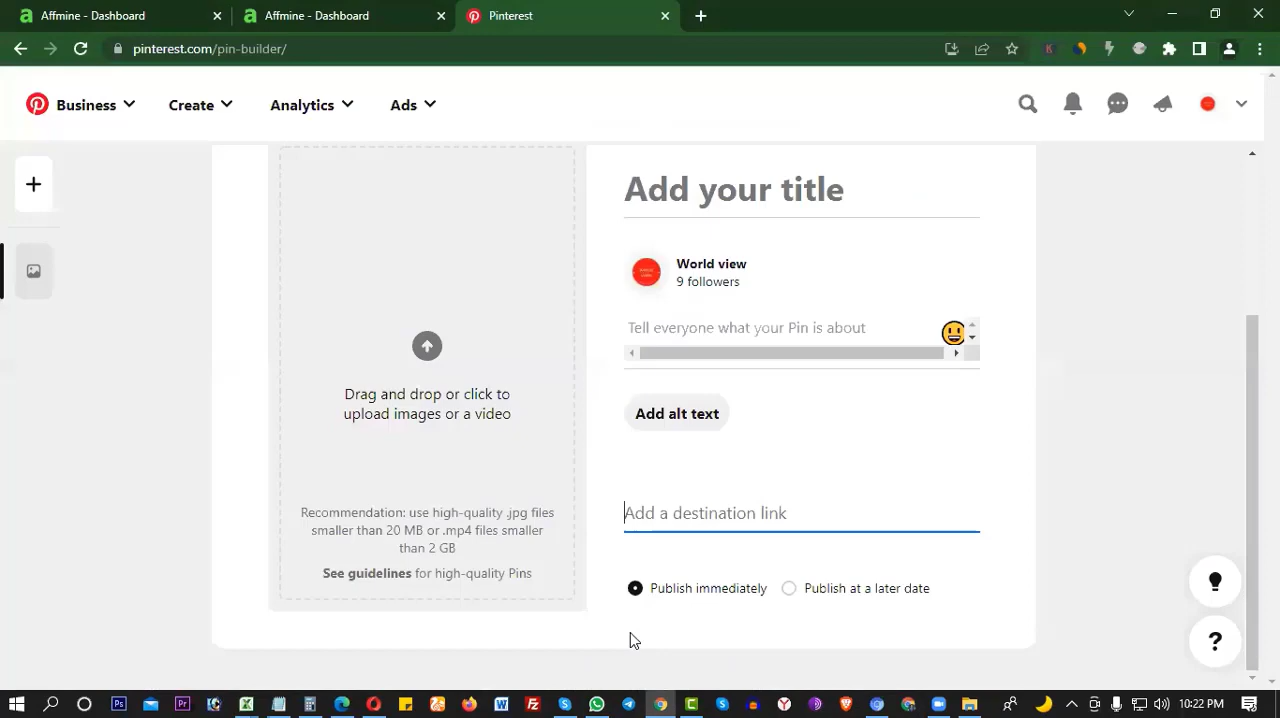 Affmine - Dashboard
Affmine - Dashboard
Pinterest
pinterest.com/pin-builder/
Business
Create
Analytics
Ads
Add your title
World view
9 followers
Tell everyone what your Pin is about
Add alt text
Drag and drop or click to
upload images or a video
Add a destination link
Recommendation: use high-quality .jpg files
smaller than 20 MB or .mp4 files smaller
than 2 GB
See guidelines for high-quality Pins
Publish immediately
Publish at a later date
10:22 PM